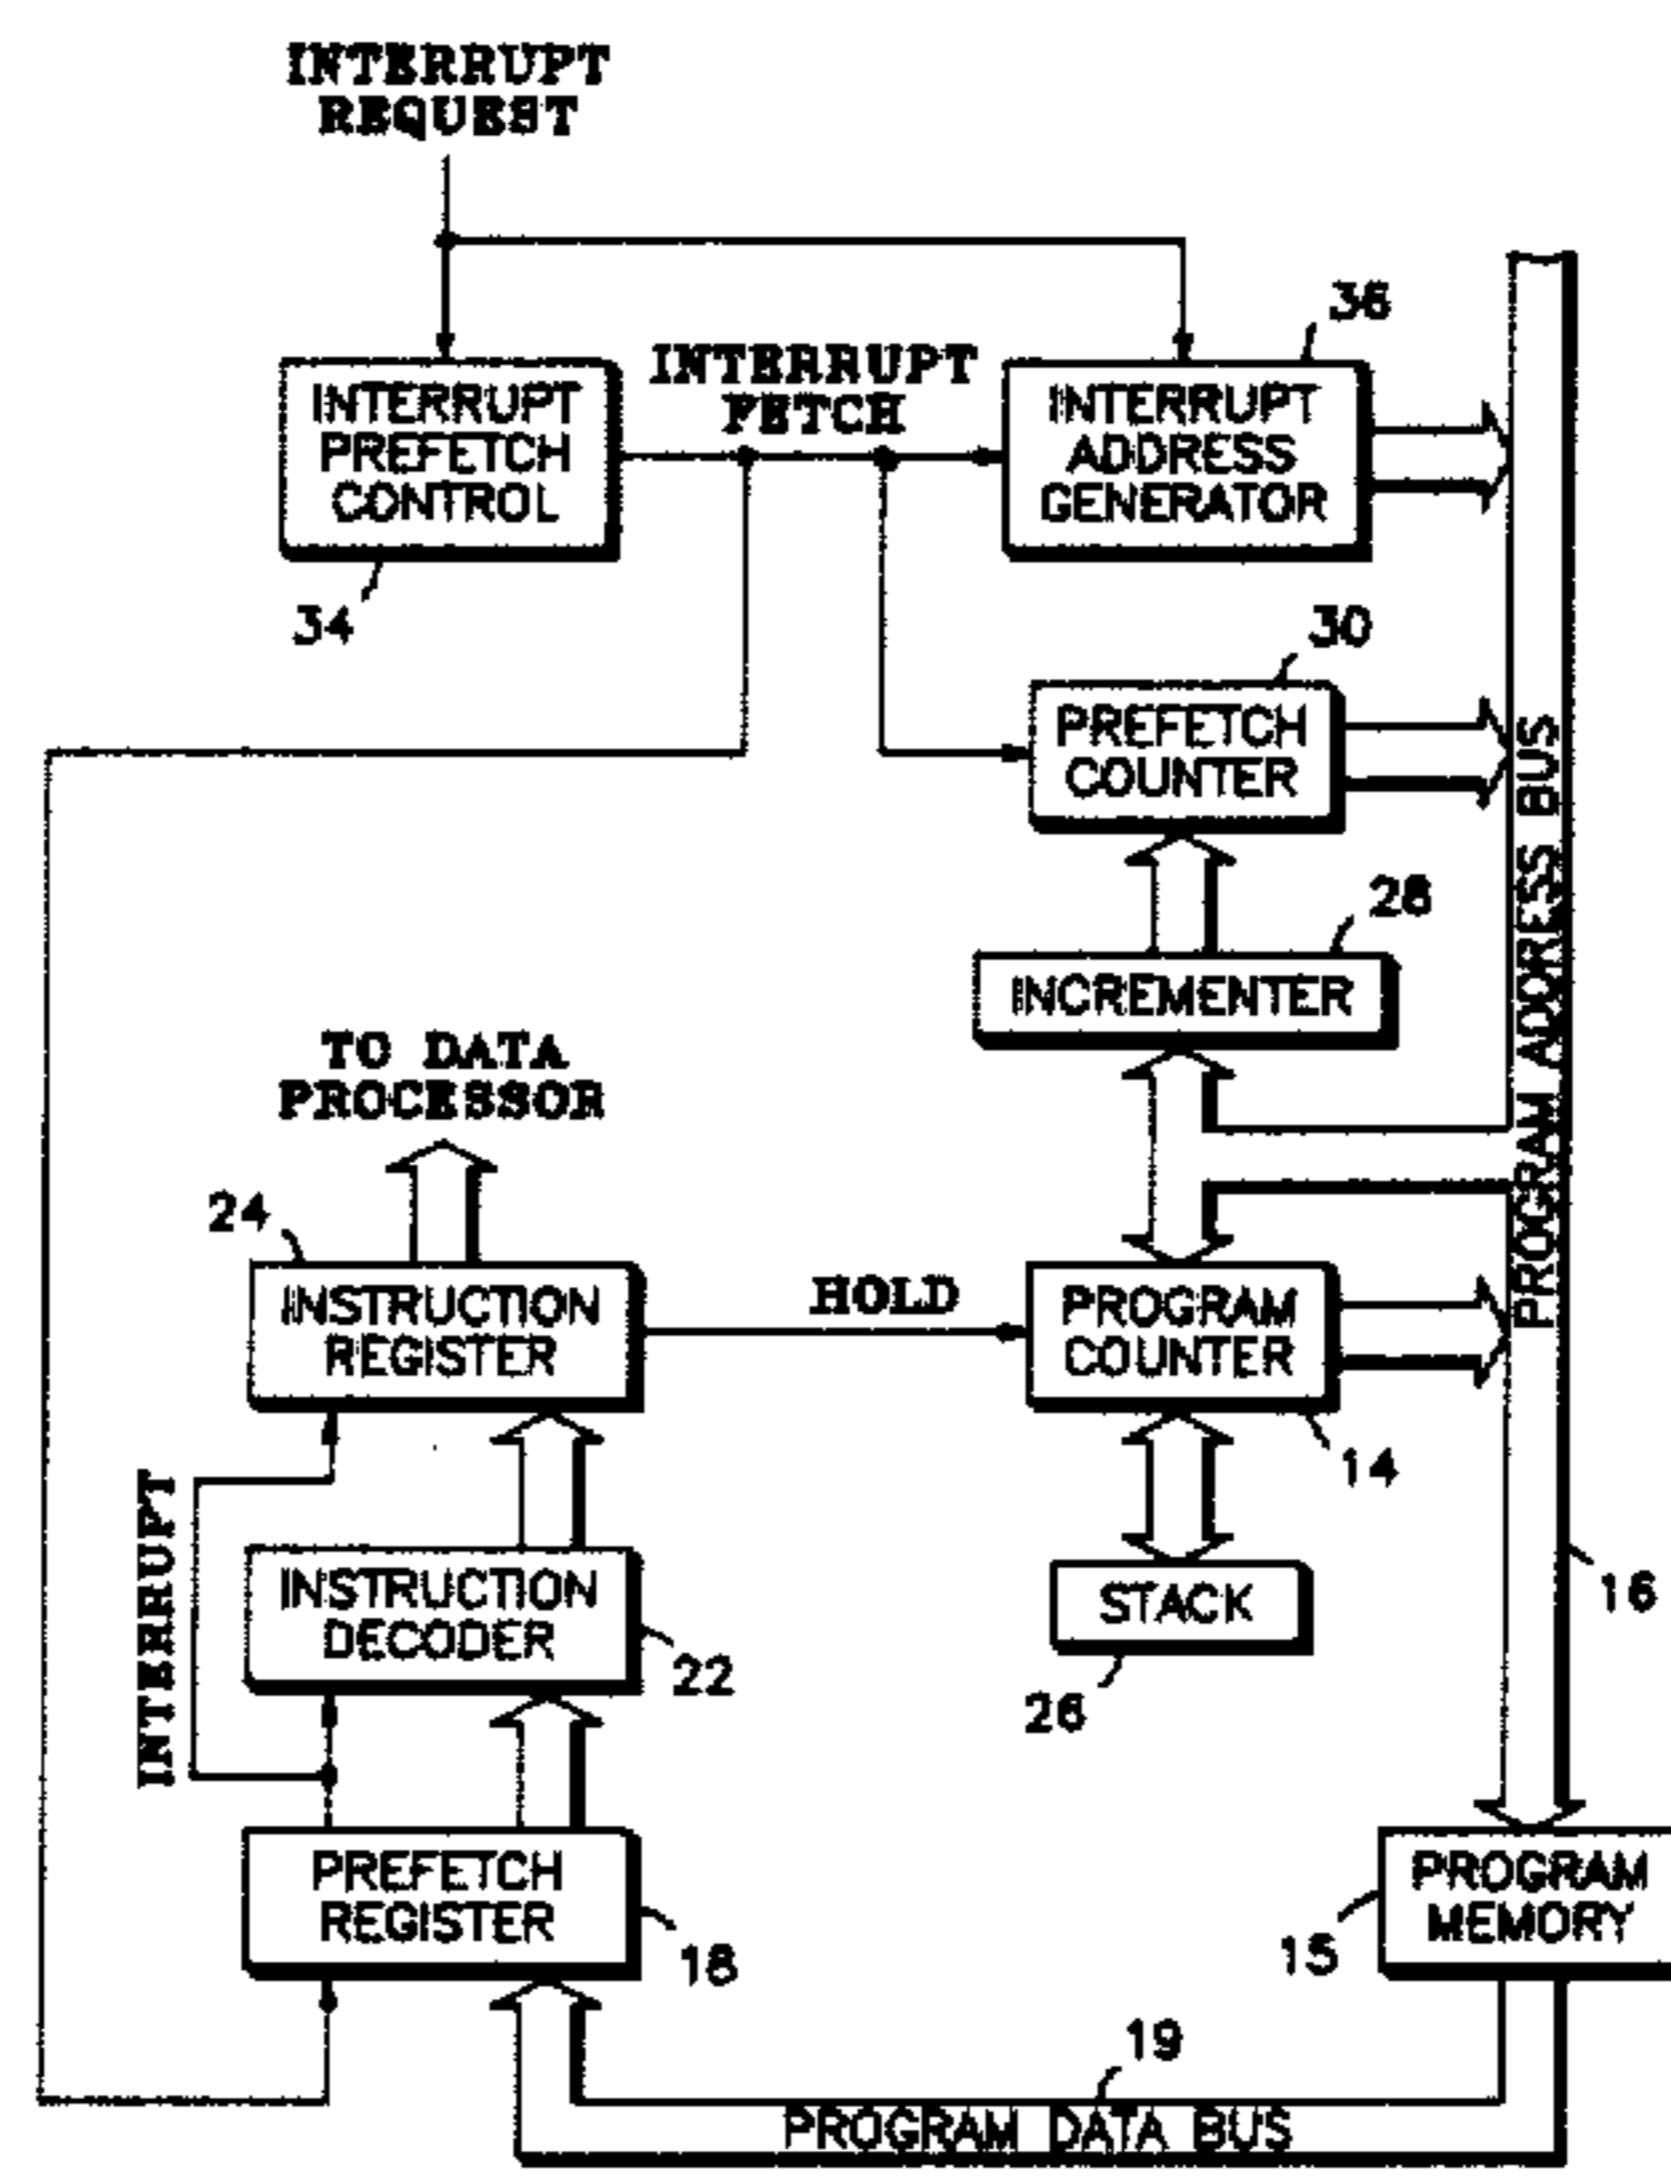 INTERRUPT
REQUEST
36
INTERRUPT
PREFETCH
CONTROL
INTERRUPT
FETCH
INTERRUPT
ADDRESS
GENERATOR
34
30
PREFETCH
COUNTER
28
INCREMENTER
PROGRAM ADDRESS BUS
TO DATA
PROCESSOR
24
INSTRUCTION
REGISTER
HOLD
PROGRAM
COUNTER
14
INTERRUPT
INSTRUCTION
DECODER
22
STACK
26
16
PREFETCH
REGISTER
18
PROGRAM
MEMORY
15
19
PROGRAM DATA BUS